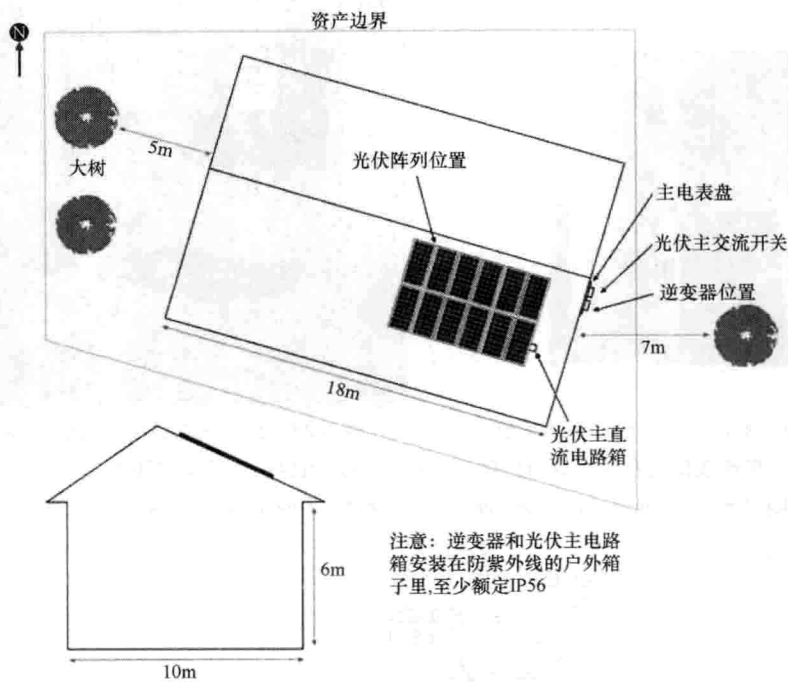 资产边界
N
5m
大树
光伏阵列位置
主电表盘
光伏主交流开关
逆变器位置
7m
18m
光伏主直
流电路箱
6m
10m
注意：逆变器和光伏主电路
箱安装在防紫外线的户外箱
子里,至少额定IP56